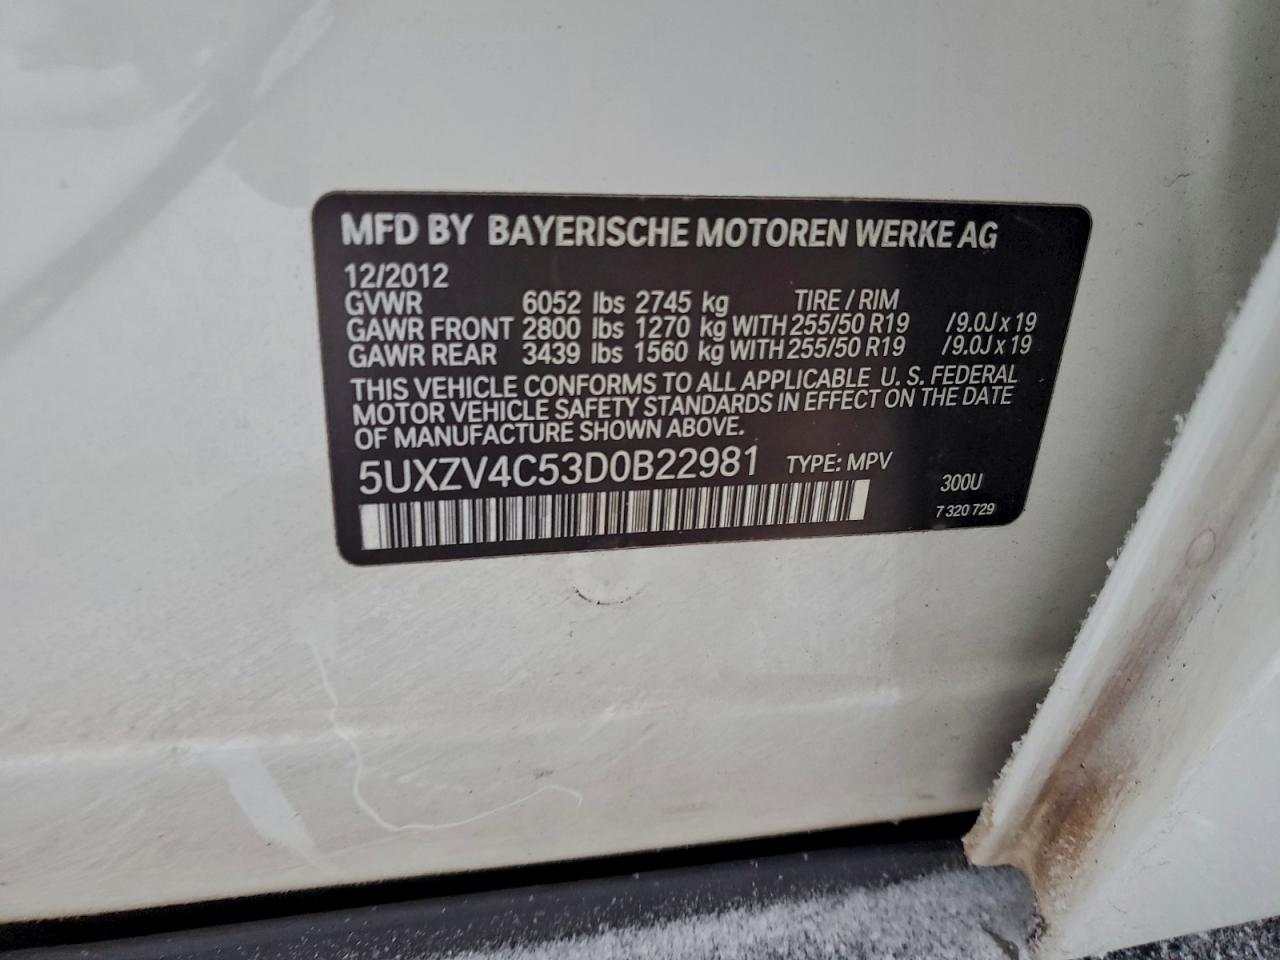 MFD BY BAYERISCHE MOTOREN WERKE AG
12/2012
GVWR 6052 lbs 2745 kg TIRE / RIM
GAWR FRONT 2800 lbs 1270 kg WITH 255/50 R19 /9.0J x 19
GAWR REAR 3439 lbs 1560 kg WITH 255/50 R19 /9.0J x 19
THIS VEHICLE CONFORMS TO ALL APPLICABLE U. S. FEDERAL
MOTOR VEHICLE SAFETY STANDARDS IN EFFECT ON THE DATE
OF MANUFACTURE SHOWN ABOVE.
5UXZV4C53D0B22981 TYPE: MPV
300U
7 320 729